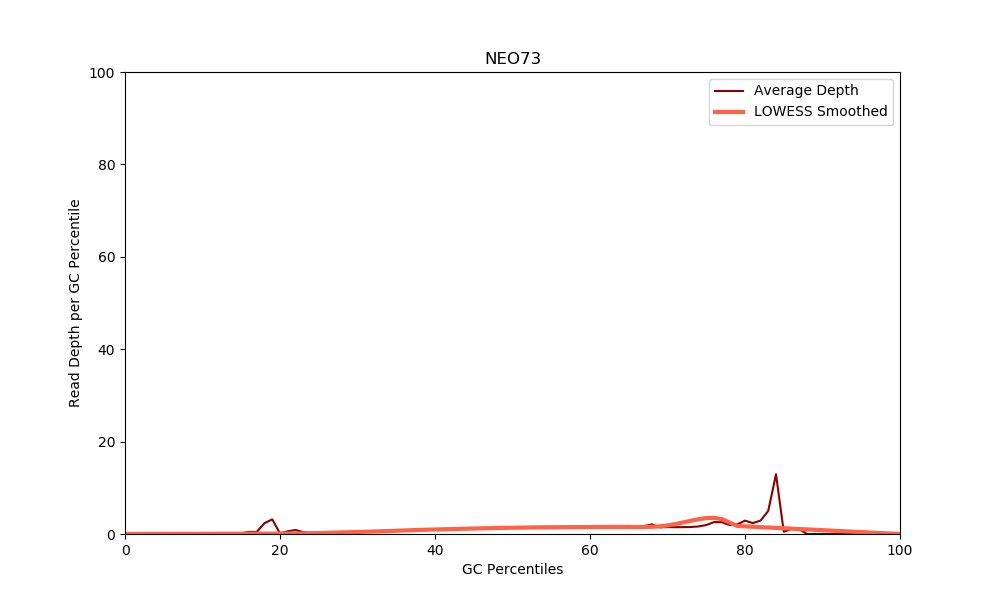 NEO73
Average Depth
LOWESS Smoothed
Read Depth per GC Percentile
100
80
60
40
20
0
0 20 40 60 80 100
GC Percentiles